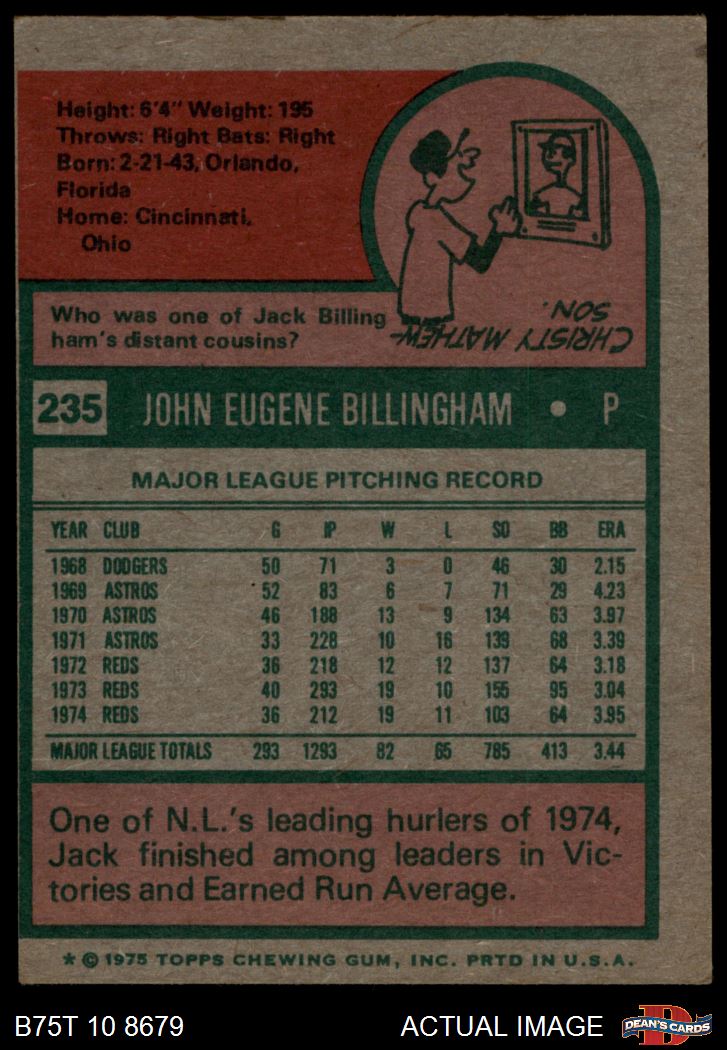 Height: 6'4" Weight: 195
Throws: Right Bats: Right
Born: 2-21-43, Orlando,
Florida
Home: Cincinnati,
Ohio
Who was one of Jack Billing
ham's distant cousins?
CHRISTY MATHEW-
SON.
235 JOHN EUGENE BILLINGHAM • P
MAJOR LEAGUE PITCHING RECORD
YEAR CLUB G IP W L SO BB ERA
1968 DODGERS 50 71 3 0 46 30 2.15
1969 ASTROS 52 83 6 7 71 29 4.23
1970 ASTROS 46 188 13 9 134 63 3.97
1971 ASTROS 33 228 10 16 139 68 3.39
1972 REDS 36 218 12 12 137 64 3.18
1973 REDS 40 293 19 10 155 95 3.04
1974 REDS 36 212 19 11 103 64 3.95
MAJOR LEAGUE TOTALS 293 1293 82 65 785 413 3.44
One of N.L.'s leading hurlers of 1974,
Jack finished among leaders in Vic-
tories and Earned Run Average.
* © 1975 TOPPS CHEWING GUM, INC. PRTD IN U.S.A.
B75T 10 8679 ACTUAL IMAGE
D
DEAN'S CARDS